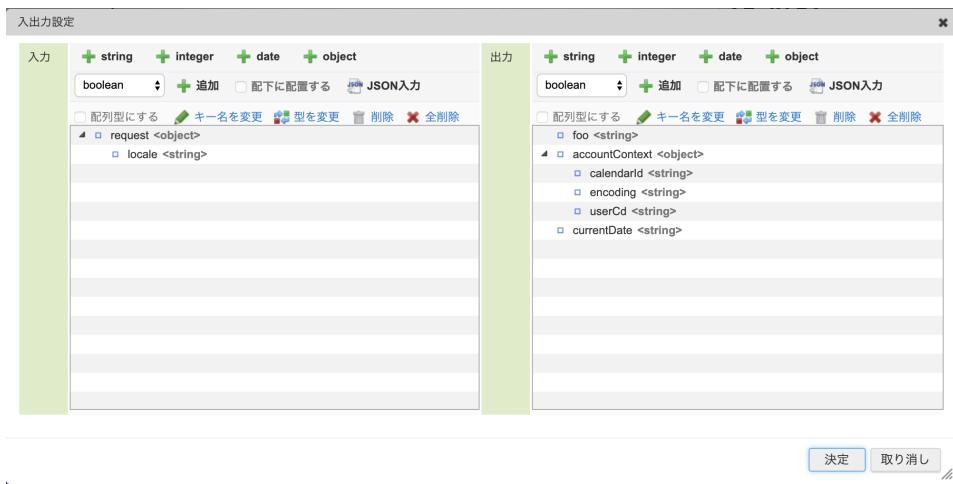 入出力設定
入力
string integer date object
boolean 追加 配下に配置する JSON JSON入力
配列型にする キー名を変更 型を変更 削除 全削除
request <object>
locale <string>
出力
string integer date object
boolean 追加 配下に配置する JSON JSON入力
配列型にする キー名を変更 型を変更 削除 全削除
foo <string>
accountContext <object>
calendarId <string>
encoding <string>
userCd <string>
currentDate <string>
決定 取り消し